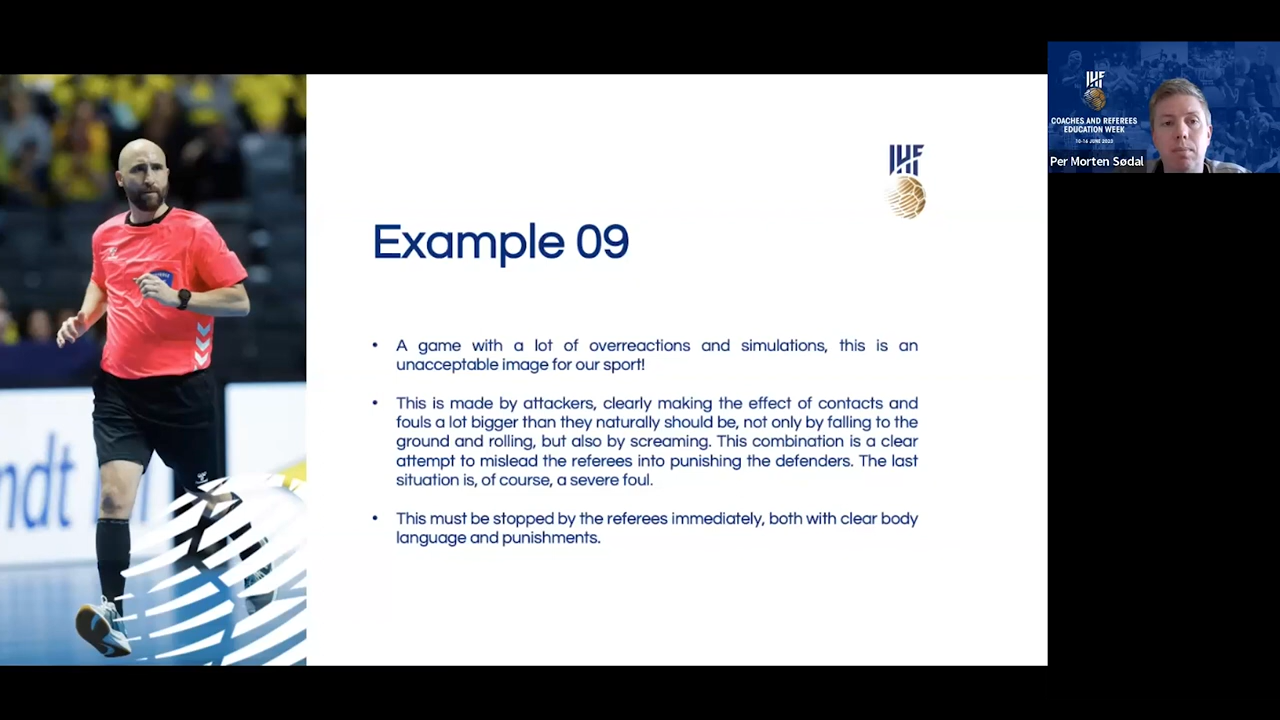 IHF
COACHES AND REFEREES
EDUCATION WEEK
10-16 JUNE 2023
Per Morten Sødal
IHF
Example 09
• A game with a lot of overreactions and simulations, this is an
unacceptable image for our sport!
• This is made by attackers, clearly making the effect of contacts and
fouls a lot bigger than they naturally should be, not only by falling to the
ground and rolling, but also by screaming. This combination is a clear
attempt to mislead the referees into punishing the defenders. The last
situation is, of course, a severe foul.
• This must be stopped by the referees immediately, both with clear body
language and punishments.